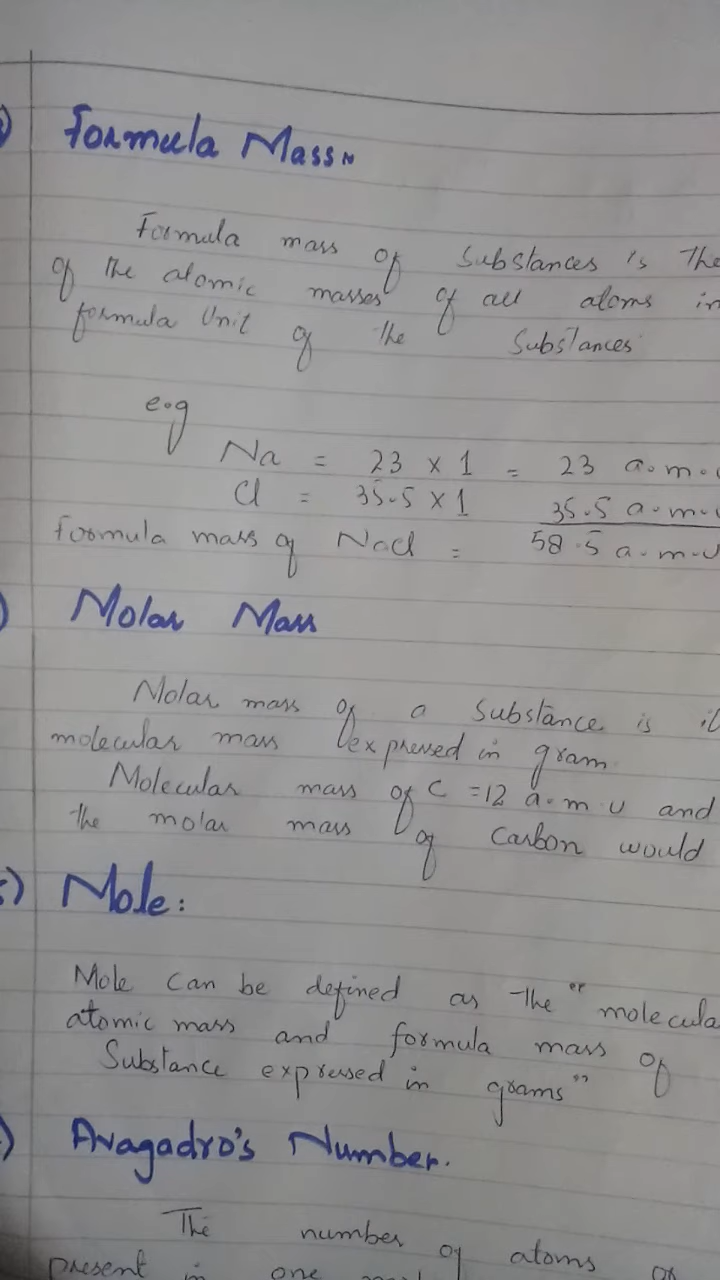 Formula Mass
Formula mass of Substances is the
of the atomic masses of all atoms in
formula Unit of the Substances
e.g
Na = 23 x 1 = 23 a.m.
Cl = 35.5 x 1 35.5 a.m.
formula mass of NaCl = 58.5 a.m.u
Molar Mass
Molar mass of a Substance is
molecular mass expressed in gram.
Molecular mass of C = 12 a.m.u and
the molar mass of Carbon would
Mole:
Mole can be defined as the "molecula
atomic mass and formula mass of
Substance expressed in grams"
Avagadro's Number.
The number of atoms
present in one